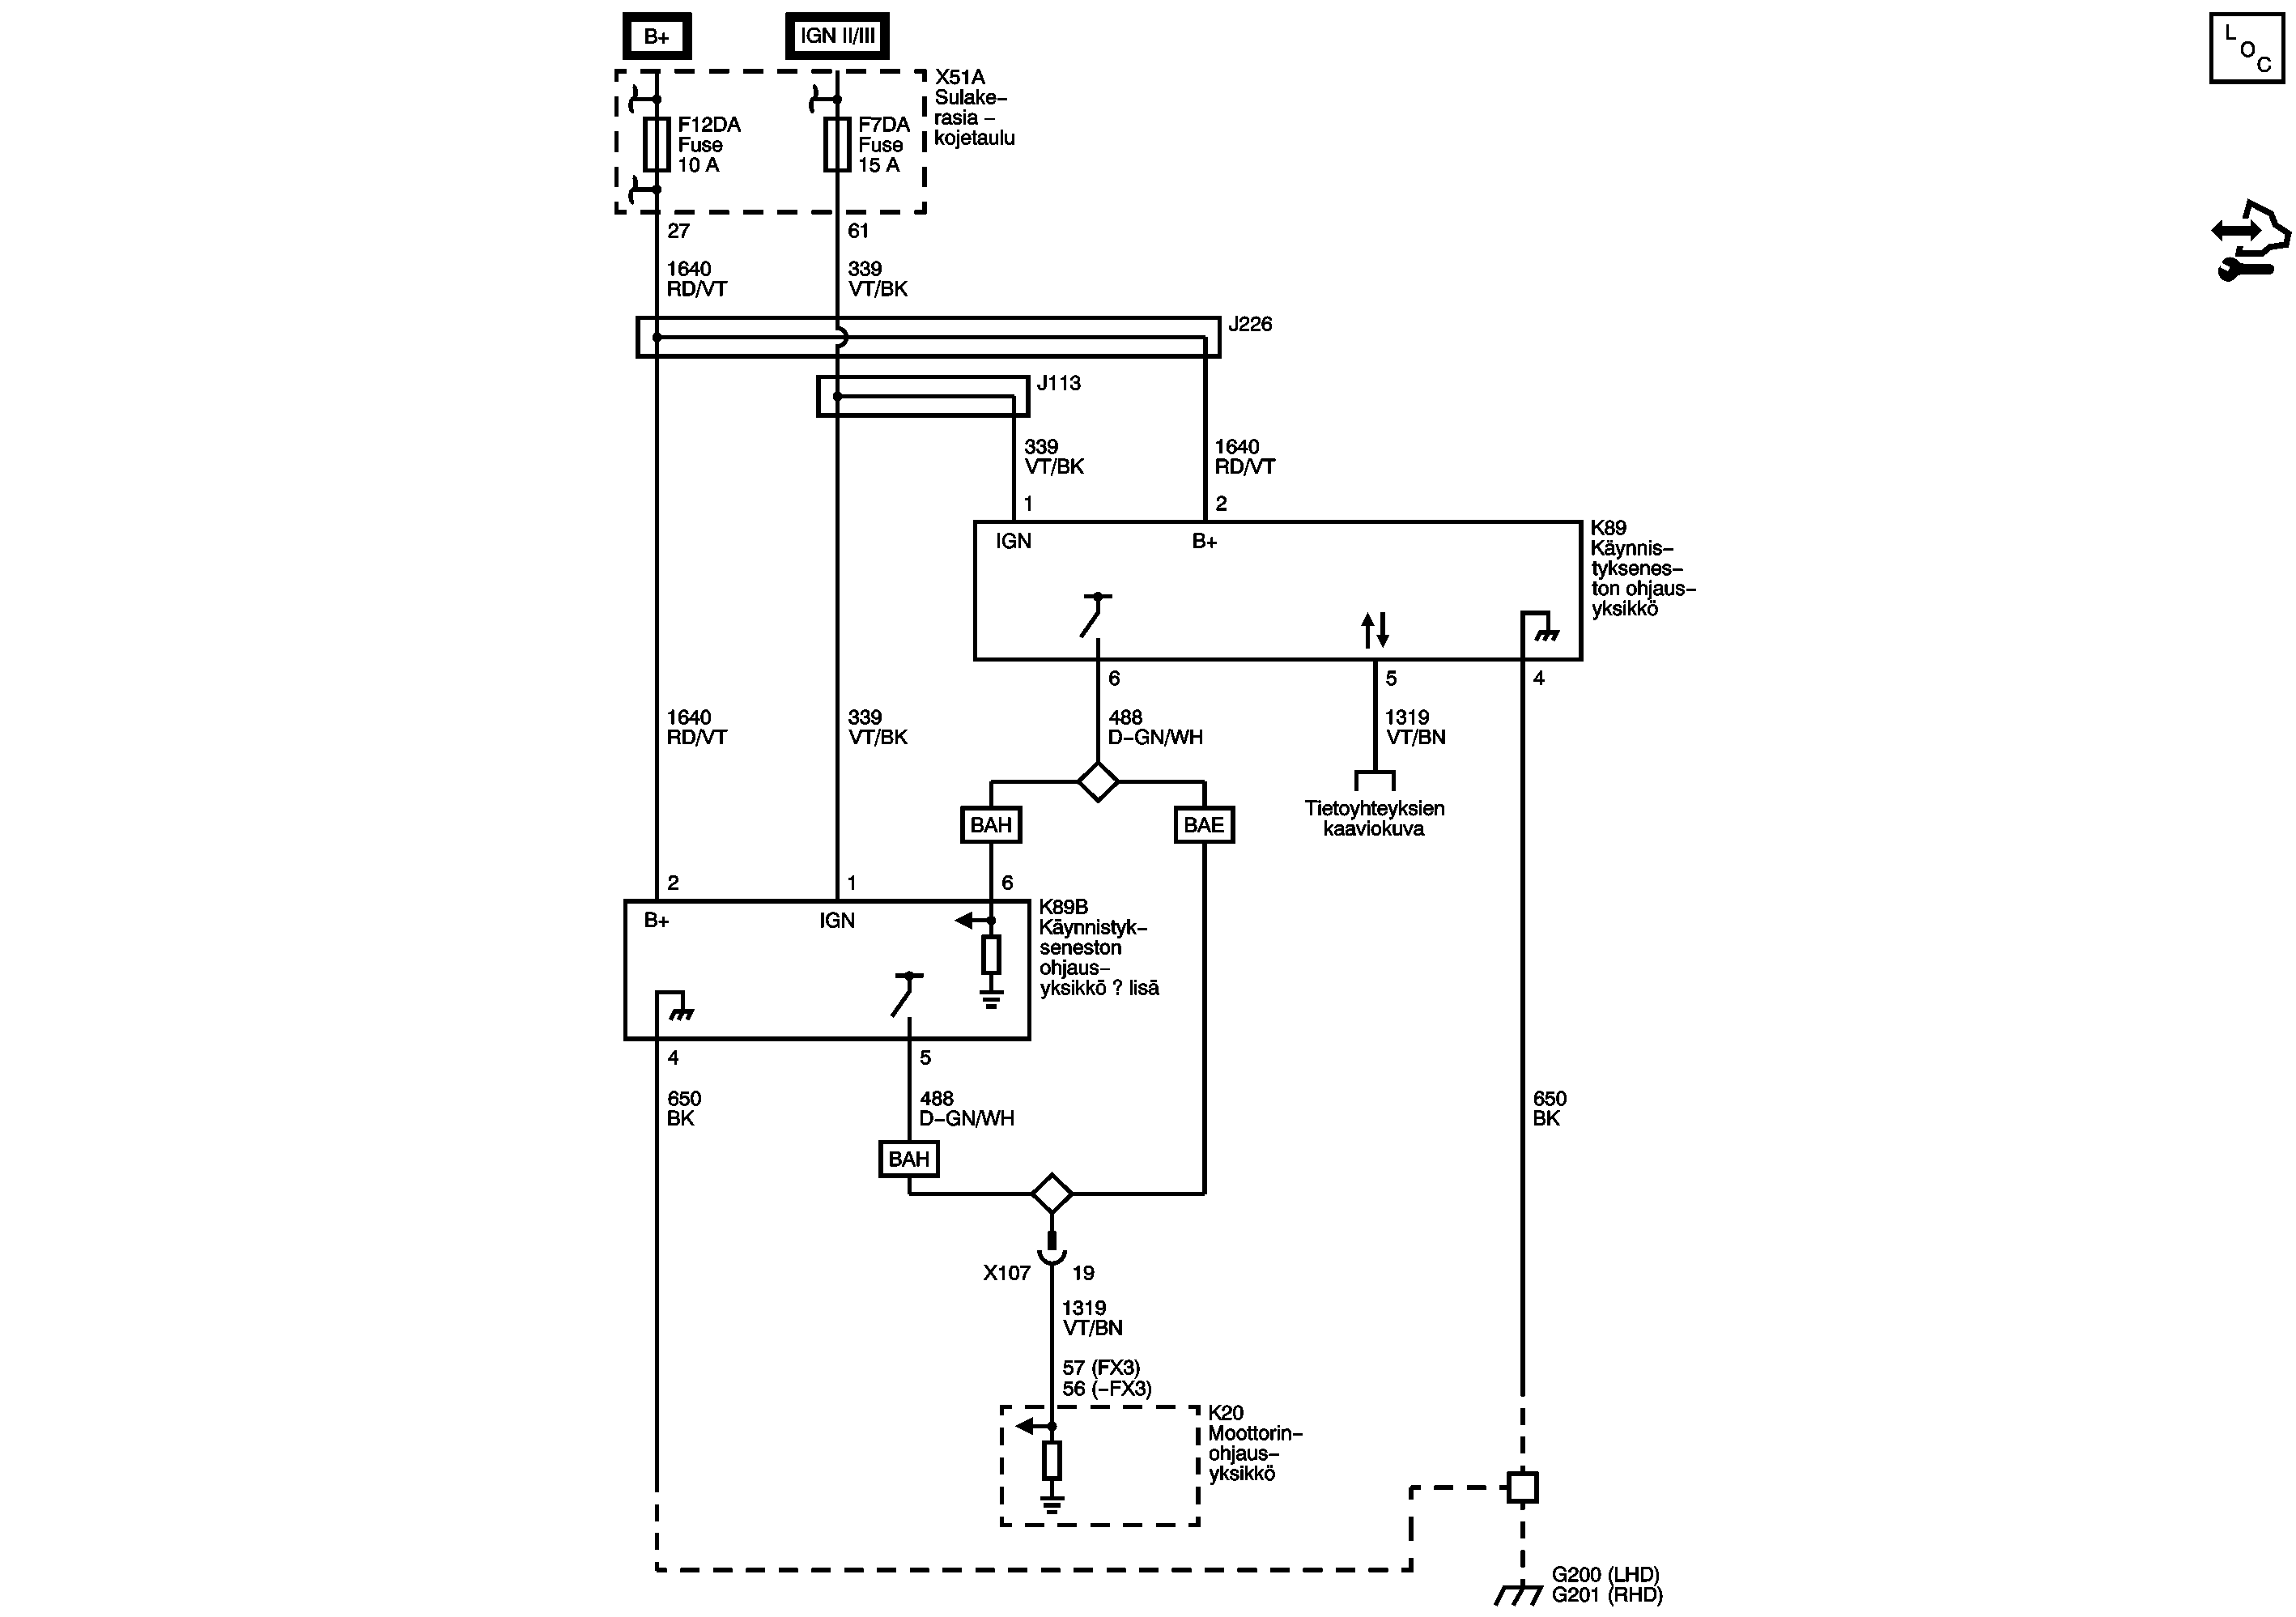 B+
IGN II/III
L
O
C
X51A
Sulake–
rasia –
kojetaulu
F12DA
Fuse
10 A
F7DA
Fuse
15 A
27
61
1640
RD/VT
339
VT/BK
J226
J113
339
VT/BK
1640
RD/VT
1
2
IGN
B+
K89
Käynnis–
tyksenes–
ton ohjaus–
yksikkö
6
5
4
1640
RD/VT
339
VT/BK
488
D–GN/WH
1319
VT/BN
BAH
BAE
Tietoyhteyksien
kaaviokuva
2
1
6
B+
IGN
K89B
Käynnistyk–
seneston
ohjaus–
yksikkö ? lisä
4
5
650
BK
488
D–GN/WH
650
BK
BAH
X107
19
1319
VT/BN
57 (FX3)
56 (–FX3)
K20
Moottorin–
ohjaus–
yksikkö
G200 (LHD)
G201 (RHD)